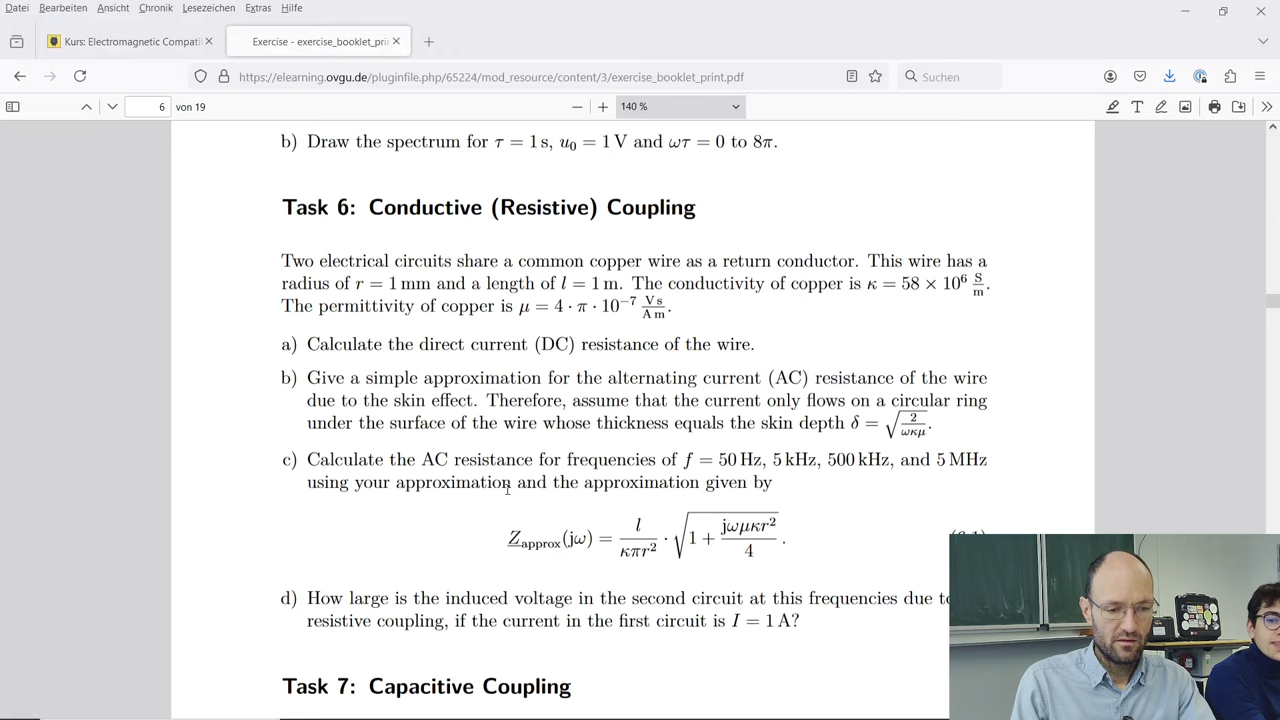 Datei Bearbeiten Ansicht Chronik Lesezeichen Extras Hilfe
Kurs: Electromagnetic Compati
Exercise - exercise_booklet_prin
https://elearning.ovgu.de/pluginfile.php/65224/mod_resource/content/3/exercise_booklet_print.pdf
Suchen
6 von 19
140 %
b) Draw the spectrum for τ = 1 s, u₀ = 1 V and ωτ = 0 to 8π.
Task 6: Conductive (Resistive) Coupling
Two electrical circuits share a common copper wire as a return conductor. This wire has a
radius of r = 1 mm and a length of l = 1 m. The conductivity of copper is κ = 58 × 10⁶ S/m.
The permittivity of copper is μ = 4 · π · 10⁻⁷ Vs/Am.
a) Calculate the direct current (DC) resistance of the wire.
b) Give a simple approximation for the alternating current (AC) resistance of the wire
due to the skin effect. Therefore, assume that the current only flows on a circular ring
under the surface of the wire whose thickness equals the skin depth δ = √(2/ωκμ).
c) Calculate the AC resistance for frequencies of f = 50 Hz, 5 kHz, 500 kHz, and 5 MHz
using your approximation and the approximation given by
Z_approx(jω) = l/κπr² · √(1 + jωμκr²/4).
d) How large is the induced voltage in the second circuit at this frequencies due to
resistive coupling, if the current in the first circuit is I = 1 A?
Task 7: Capacitive Coupling